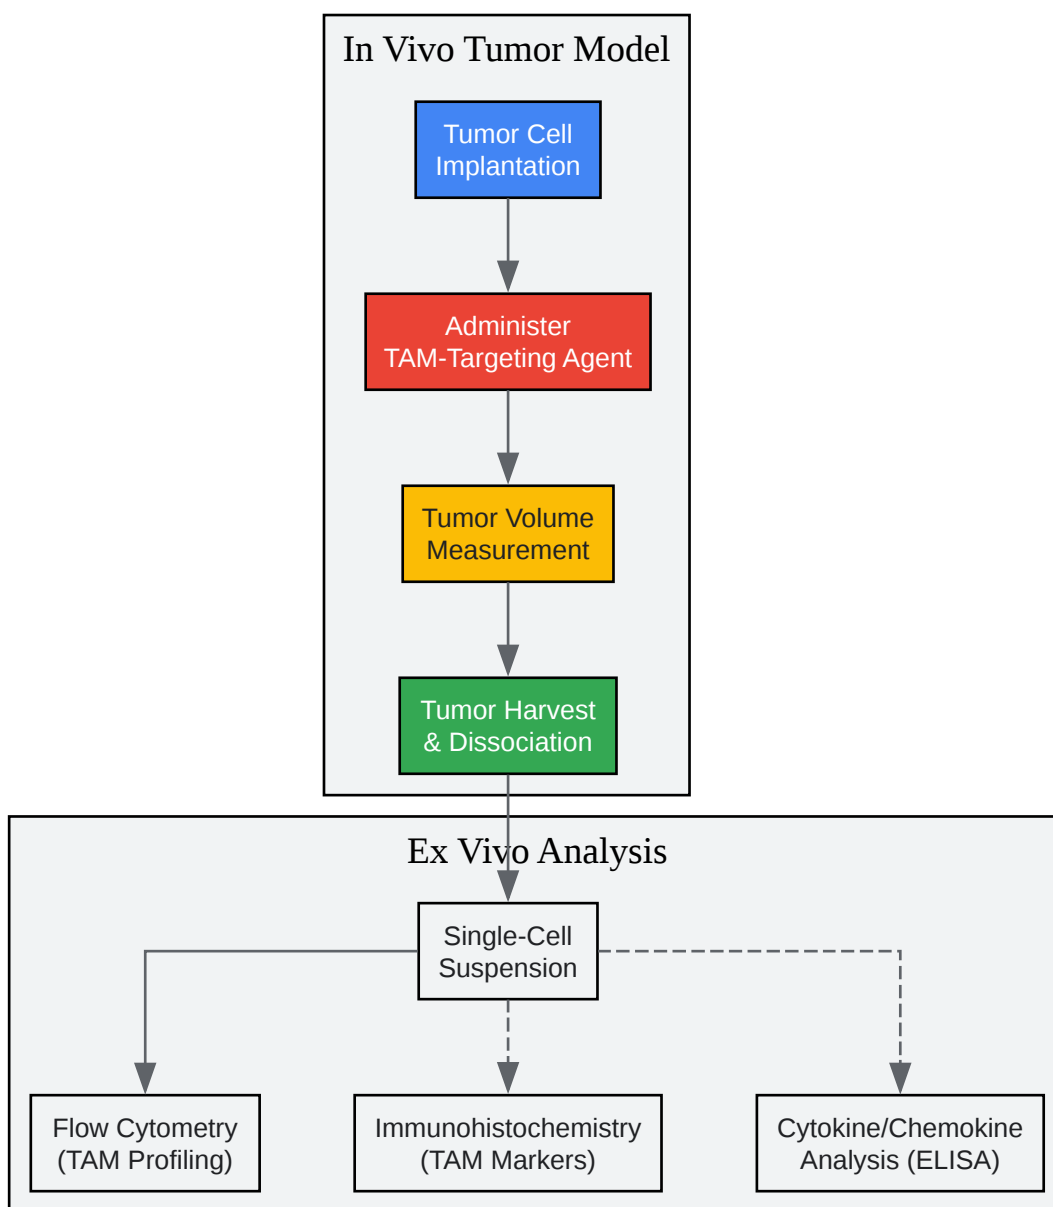 In Vivo Tumor Model
Tumor Cell
Implantation
Administer
TAM-Targeting Agent
Tumor Volume
Measurement
Tumor Harvest
& Dissociation
Ex Vivo Analysis
Single-Cell
Suspension
Flow Cytometry
(TAM Profiling)
Immunohistochemistry
(TAM Markers)
Cytokine/Chemokine
Analysis (ELISA)